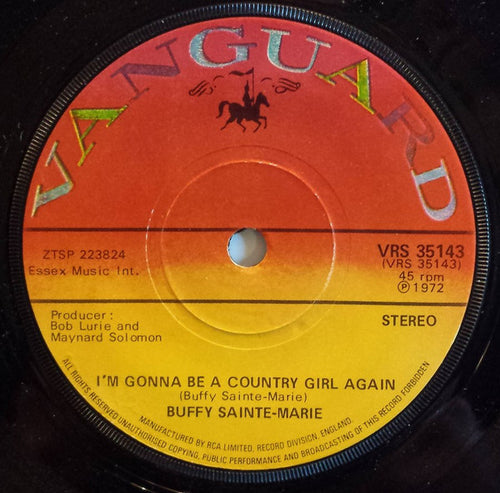 VANGUARD
ZTSP 223824
Essex Music Int.
VRS 35143
(VRS 35143)
45 rpm
Ⓟ 1972
Producer:
Bob Lurie and
Maynard Solomon
STEREO
I'M GONNA BE A COUNTRY GIRL AGAIN
(Buffy Sainte-Marie)
BUFFY SAINTE-MARIE
MANUFACTURED BY RCA LIMITED, RECORD DIVISION, ENGLAND.
ALL RIGHTS RESERVED UNAUTHORISED COPYING, PUBLIC PERFORMANCE AND BROADCASTING OF THIS RECORD FORBIDDEN